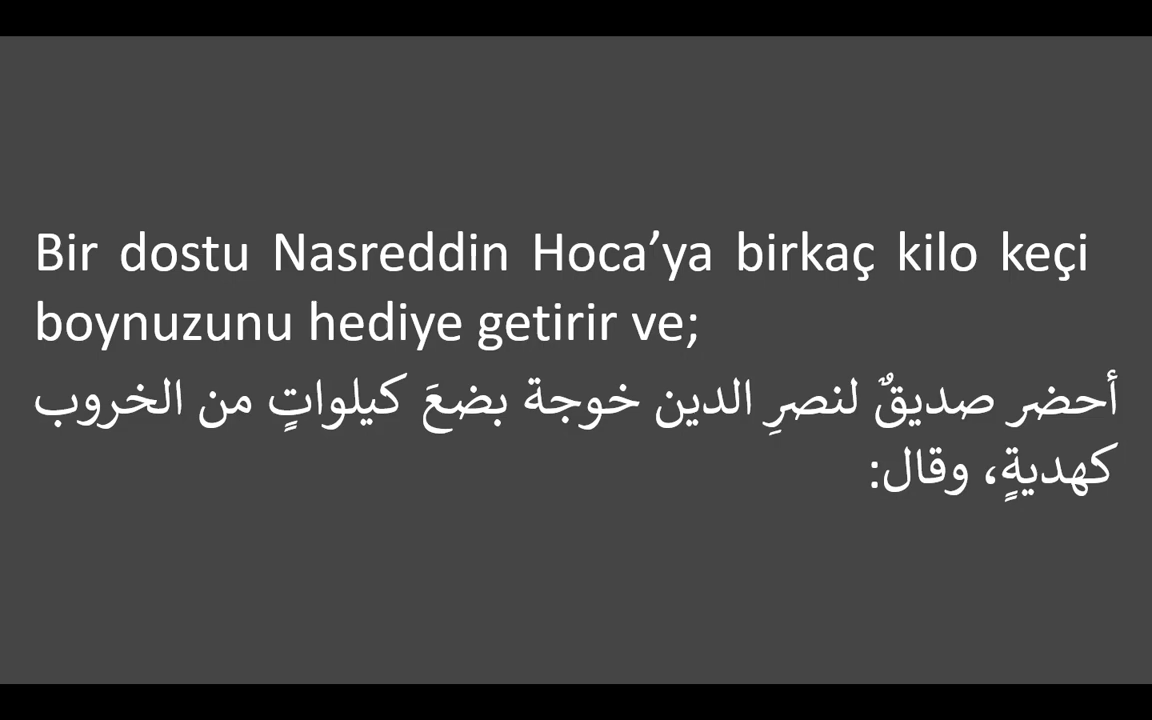 Bir dostu Nasreddin Hoca’ya birkaç kilo keçi
boynuzunu hediye getirir ve;
أحضر صديقٌ لنصرِ الدين خوجة بضعَ كيلواتٍ من الخروب
كهديةٍ، وقال: